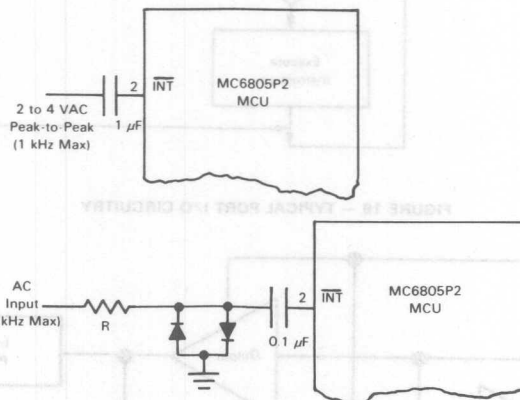 2
INT
MC6805P2
MCU
2 to 4 VAC
Peak-to-Peak
(1 kHz Max)
1 µF
FIGURE 18 — TYPICAL PORT I/O CIRCUITRY
AC
Input
kHz Max)
R
2
INT
MC6805P2
MCU
0.1 µF